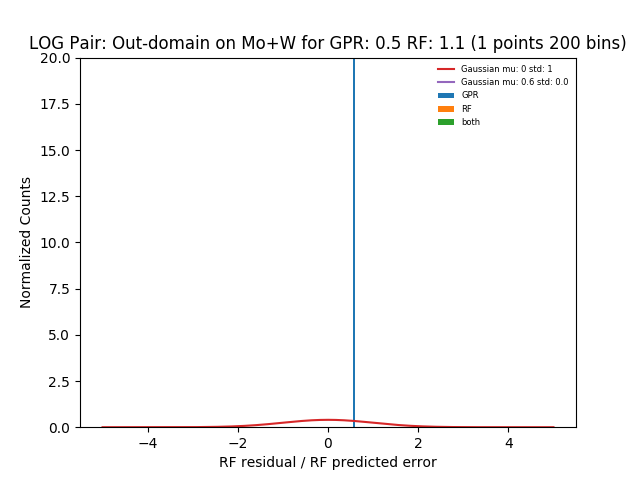 LOG Pair: Out-domain on Mo+W for GPR: 0.5 RF: 1.1 (1 points 200 bins)
Gaussian mu: 0 std: 1
Gaussian mu: 0.6 std: 0.0
GPR
RF
both
Normalized Counts
20.0
17.5
15.0
12.5
10.0
7.5
5.0
2.5
0.0
−4 −2 0 2 4
RF residual / RF predicted error